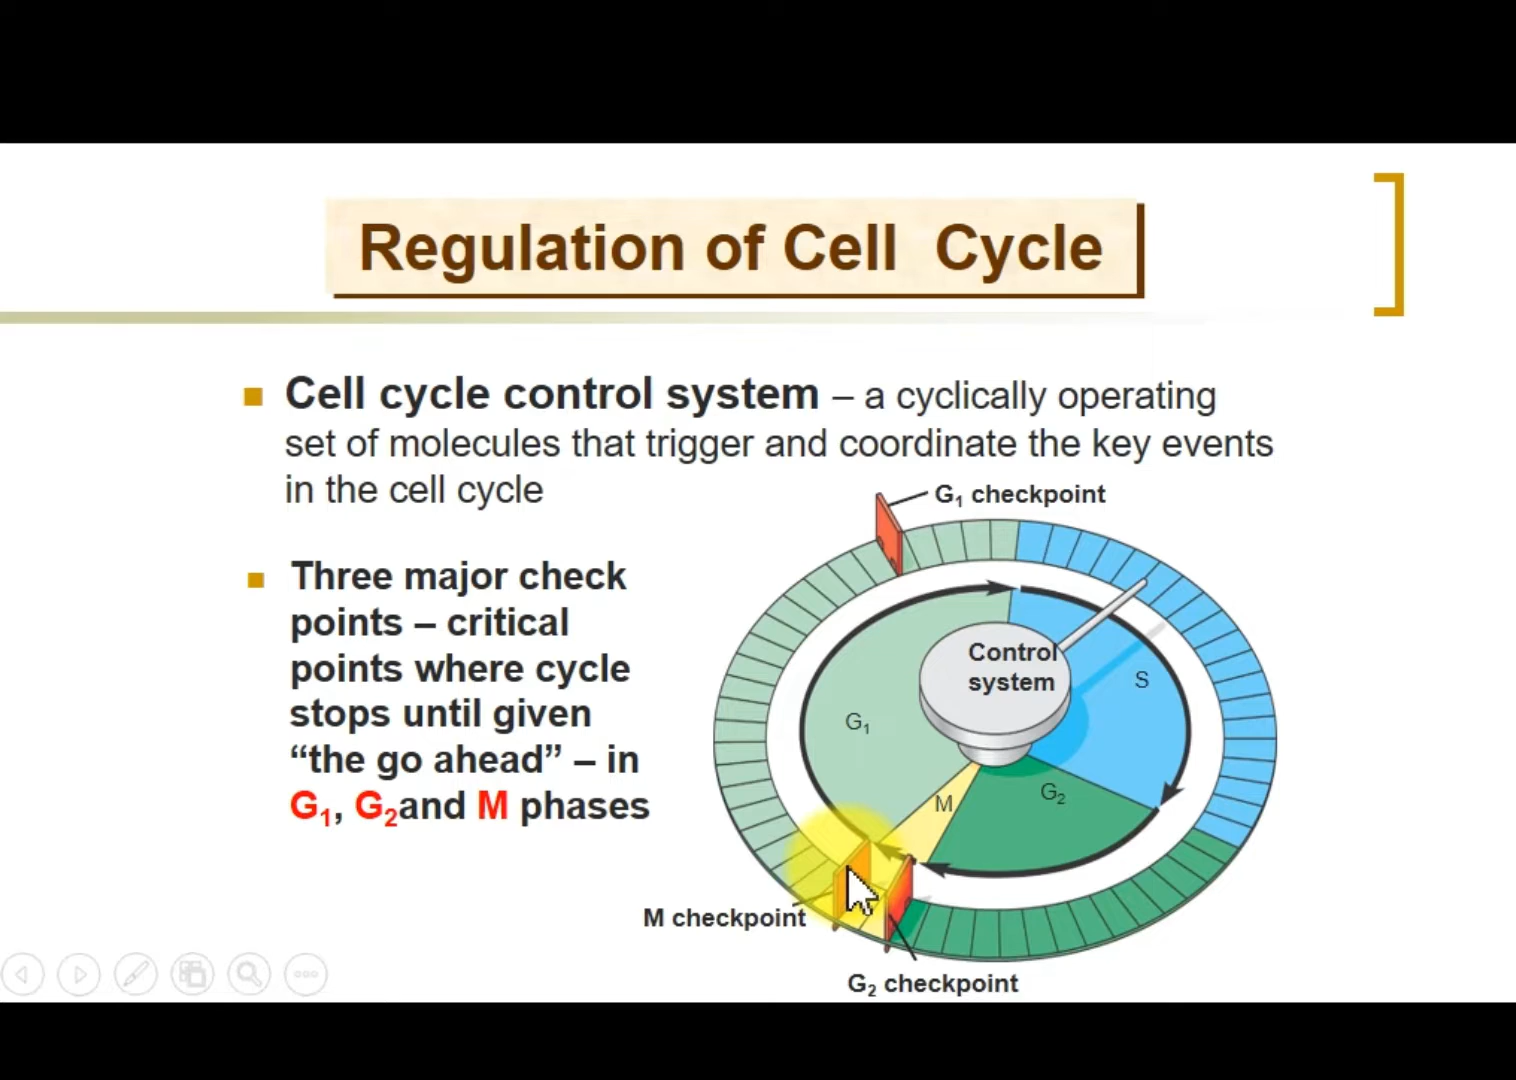 Regulation of Cell Cycle
Cell cycle control system – a cyclically operating
set of molecules that trigger and coordinate the key events
in the cell cycle
Three major check
points – critical
points where cycle
stops until given
“the go ahead” – in
G₁, G₂and M phases
G₁ checkpoint
Control
system
S
G₁
M
G₂
M checkpoint
G₂ checkpoint